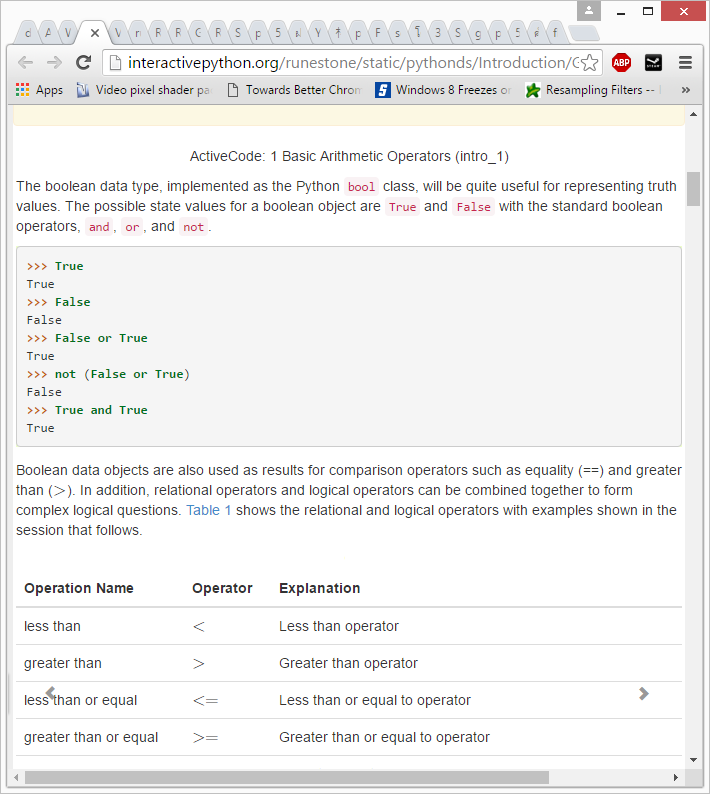 interactivepython.org/runestone/static/pythonds/Introduction/
ABP
Apps Video pixel shader Towards Better Chrom Windows 8 Freezes or Resampling Filters -- »
ActiveCode: 1 Basic Arithmetic Operators (intro_1)
The boolean data type, implemented as the Python bool class, will be quite useful for representing truth
values. The possible state values for a boolean object are True and False with the standard boolean
operators, and, or, and not.
>>> True
True
>>> False
False
>>> False or True
True
>>> not (False or True)
False
>>> True and True
True
Boolean data objects are also used as results for comparison operators such as equality (==) and greater
than (>). In addition, relational operators and logical operators can be combined together to form
complex logical questions. Table 1 shows the relational and logical operators with examples shown in the
session that follows.
Operation Name Operator Explanation
less than < Less than operator
greater than > Greater than operator
less than or equal <= Less than or equal to operator
greater than or equal >= Greater than or equal to operator